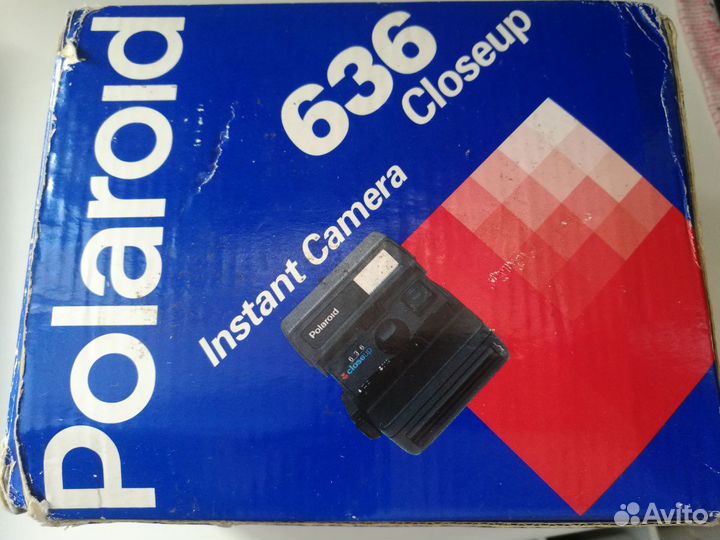 Polaroid
636
Closeup
Instant Camera
Polaroid
636
closeup
Avito